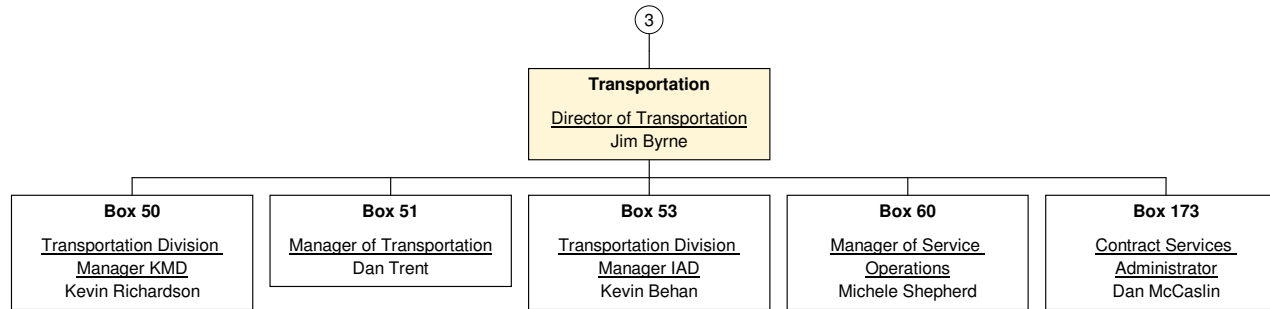 3
Transportation
Director of Transportation
Jim Byrne
Box 50
Transportation Division
Manager KMD
Kevin Richardson
Box 51
Manager of Transportation
Dan Trent
Box 53
Transportation Division
Manager IAD
Kevin Behan
Box 60
Manager of Service
Operations
Michele Shepherd
Box 173
Contract Services
Administrator
Dan McCaslin